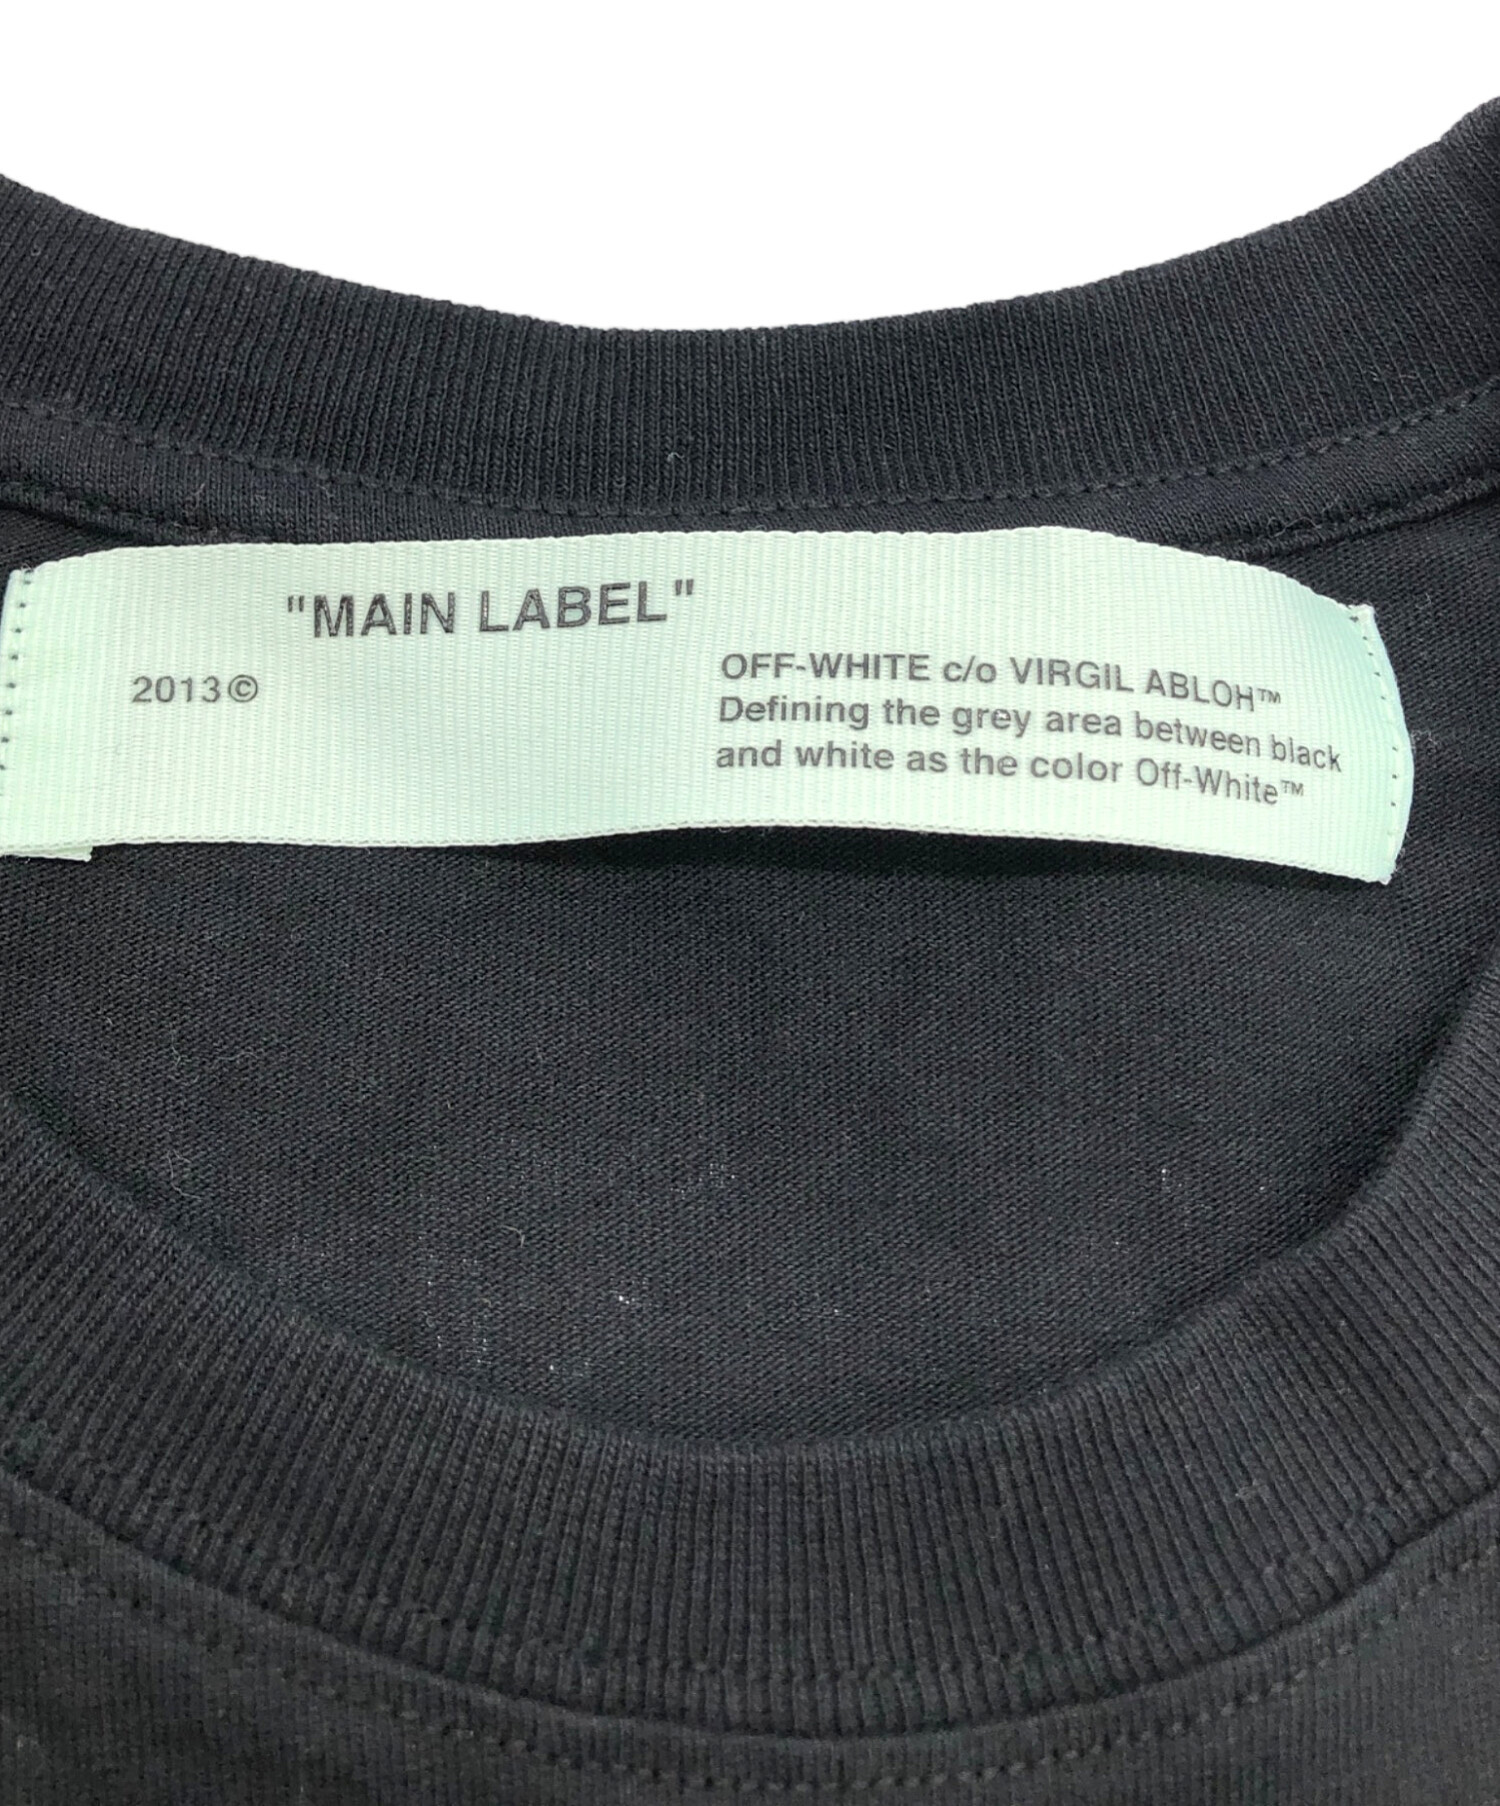 "MAIN LABEL"
2013©
OFF-WHITE c/o VIRGIL ABLOH™
Defining the grey area between black
and white as the color Off-White™